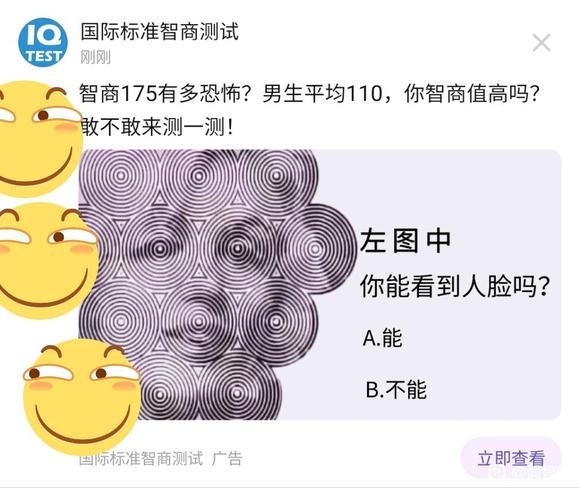 IQ
TEST
国际标准智商测试
刚刚
智商175有多恐怖？男生平均110，你智商值高吗？
敢不敢来测一测！
左图中
你能看到人脸吗？
A.能
B.不能
国际标准智商测试 广告
立即查看